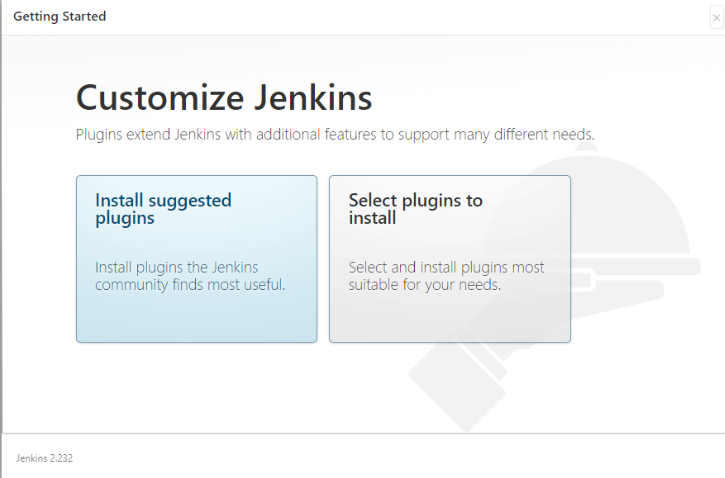 Getting Started
×
Customize Jenkins
Plugins extend Jenkins with additional features to support many different needs.
Install suggested
plugins
Install plugins the Jenkins
community finds most useful.
Select plugins to
install
Select and install plugins most
suitable for your needs.
Jenkins 2.232